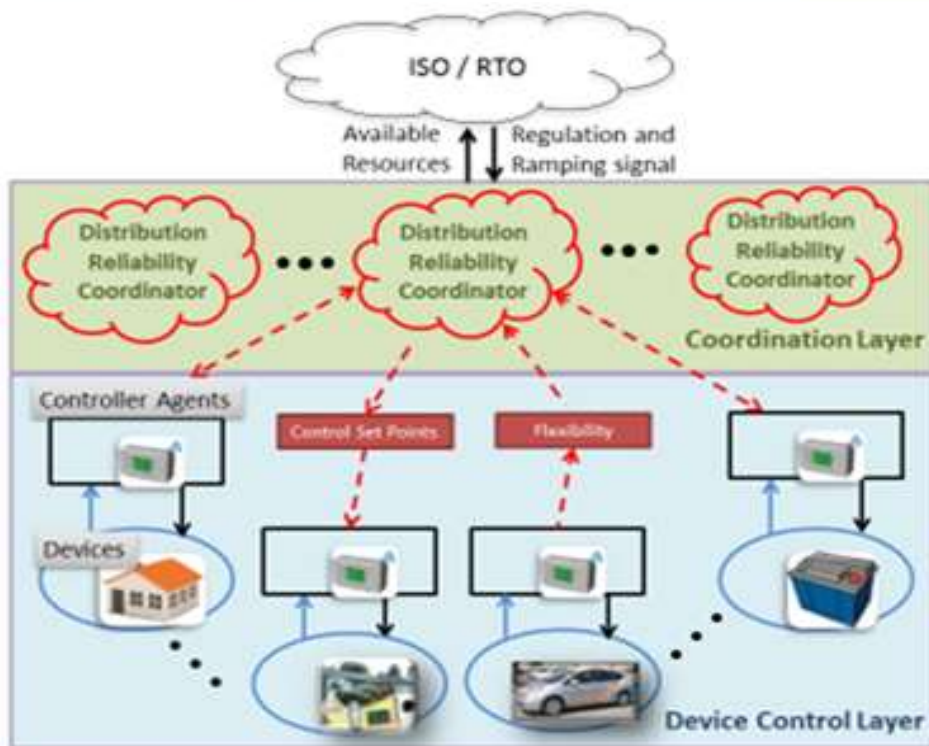 ISO / RTO
Available
Resources
Regulation and
Ramping signal
Distribution
Reliability
Coordinator
Distribution
Reliability
Coordinator
Distribution
Reliability
Coordinator
Coordination Layer
Controller Agents
Control Set Points
Flexibility
Devices
Device Control Layer